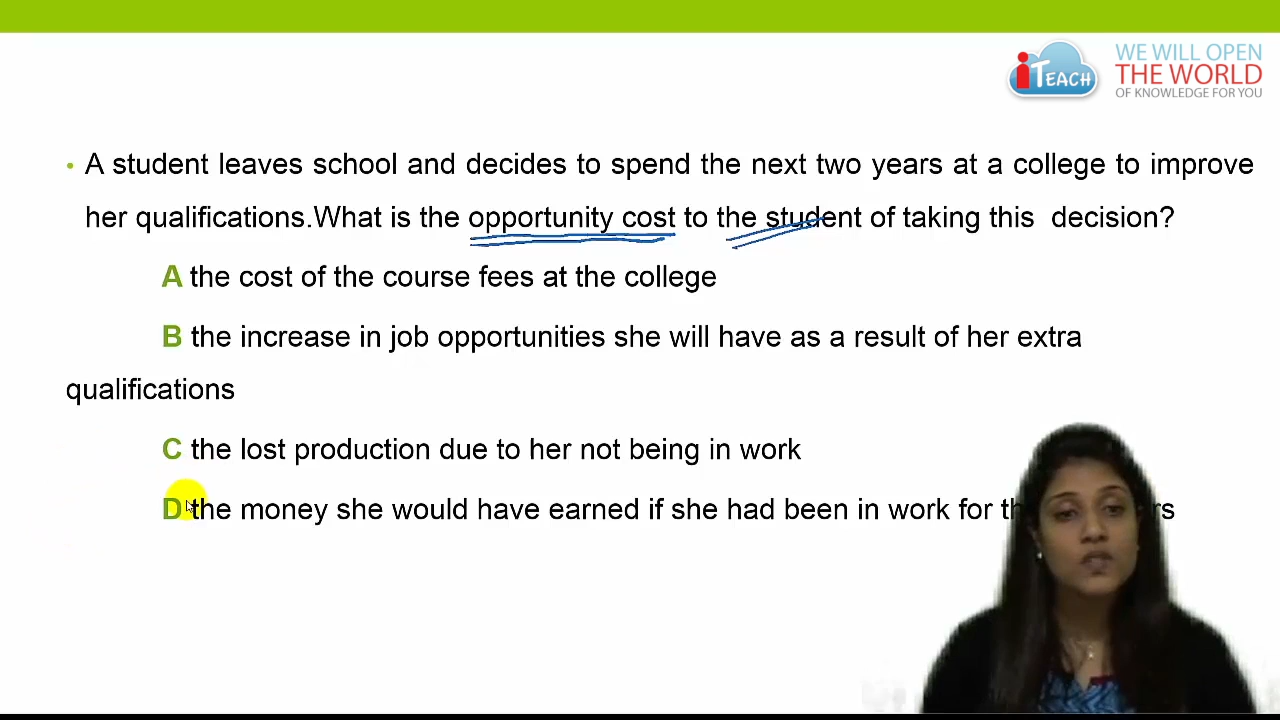 WE WILL OPEN
iTEACH THE WORLD
OF KNOWLEDGE FOR YOU
• A student leaves school and decides to spend the next two years at a college to improve
her qualifications.What is the opportunity cost to the student of taking this decision?
A the cost of the course fees at the college
B the increase in job opportunities she will have as a result of her extra
qualifications
C the lost production due to her not being in work
D the money she would have earned if she had been in work for